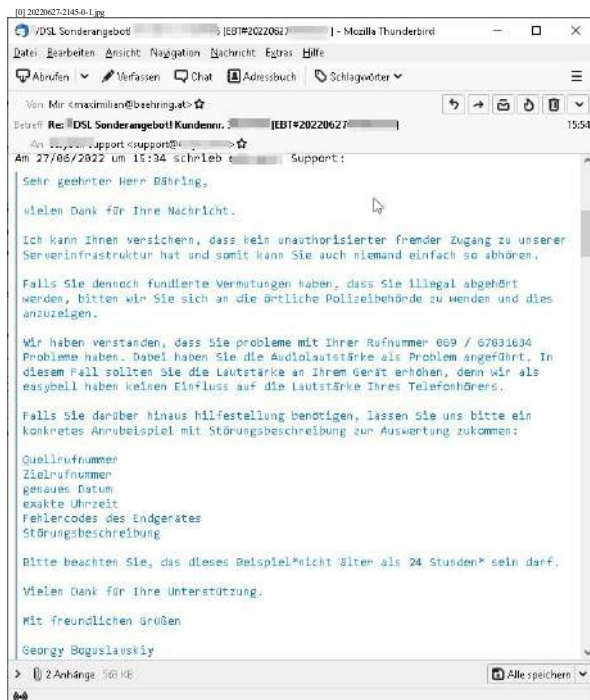 [0] 20220627-2145-0-1.jpg
/DSL Sonderangebot! [EBT#20220627 ] - Mozilla Thunderbird
Datei Bearbeiten Ansicht Navigation Nachricht Extras Hilfe
Abrufen Verfassen Chat Adressbuch Schlagwörter
Von Mir <maximilian@baehring.at>
Betreff Re: DSL Sonderangebot! Kundennr. [EBT#20220627 ] 15:54
An support <support@ >
Am 27/06/2022 um 15:34 schrieb Support:
Sehr geehrter Herr Bähring,
vielen Dank für Ihre Nachricht.
Ich kann Ihnen versichern, dass kein unauthorisierter fremder Zugang zu unserer
Serverinfrastruktur hat und somit kann Sie auch niemand einfach so abhören.
Falls Sie dennoch fundierte Vermutungen haben, dass Sie illegal abgehört
werden, bitten wir Sie sich an die örtliche Polizeibehörde zu wenden und dies
anzuzeigen.
Wir haben verstanden, dass Sie probleme mit Ihrer Rufnummer 069 / 67831634
Probleme haben. Dabei haben Sie die Audiolautstärke als Problem angeführt. In
diesem Fall sollten Sie die Lautstärke an Ihrem Gerät erhöhen, denn wir als
easybell haben keinen Einfluss auf die Lautstärke Ihres Telefonhörers.
Falls Sie darüber hinaus hilfestellung benötigen, lassen Sie uns bitte ein
konkretes Anrubeispiel mit Störungsbeschreibung zur Auswertung zukommen:
Quellrufnummer
Zielrufnummer
genaues Datum
exakte Uhrzeit
Fehlercodes des Endgerätes
Störungsbeschreibung
Bitte beachten Sie, das dieses Beispiel*nicht älter als 24 Stunden* sein darf.
Vielen Dank für Ihre Unterstützung.
Mit freundlichen Grüßen
Georgy Boguslavskiy
2 Anhänge 563 KB Alle speichern